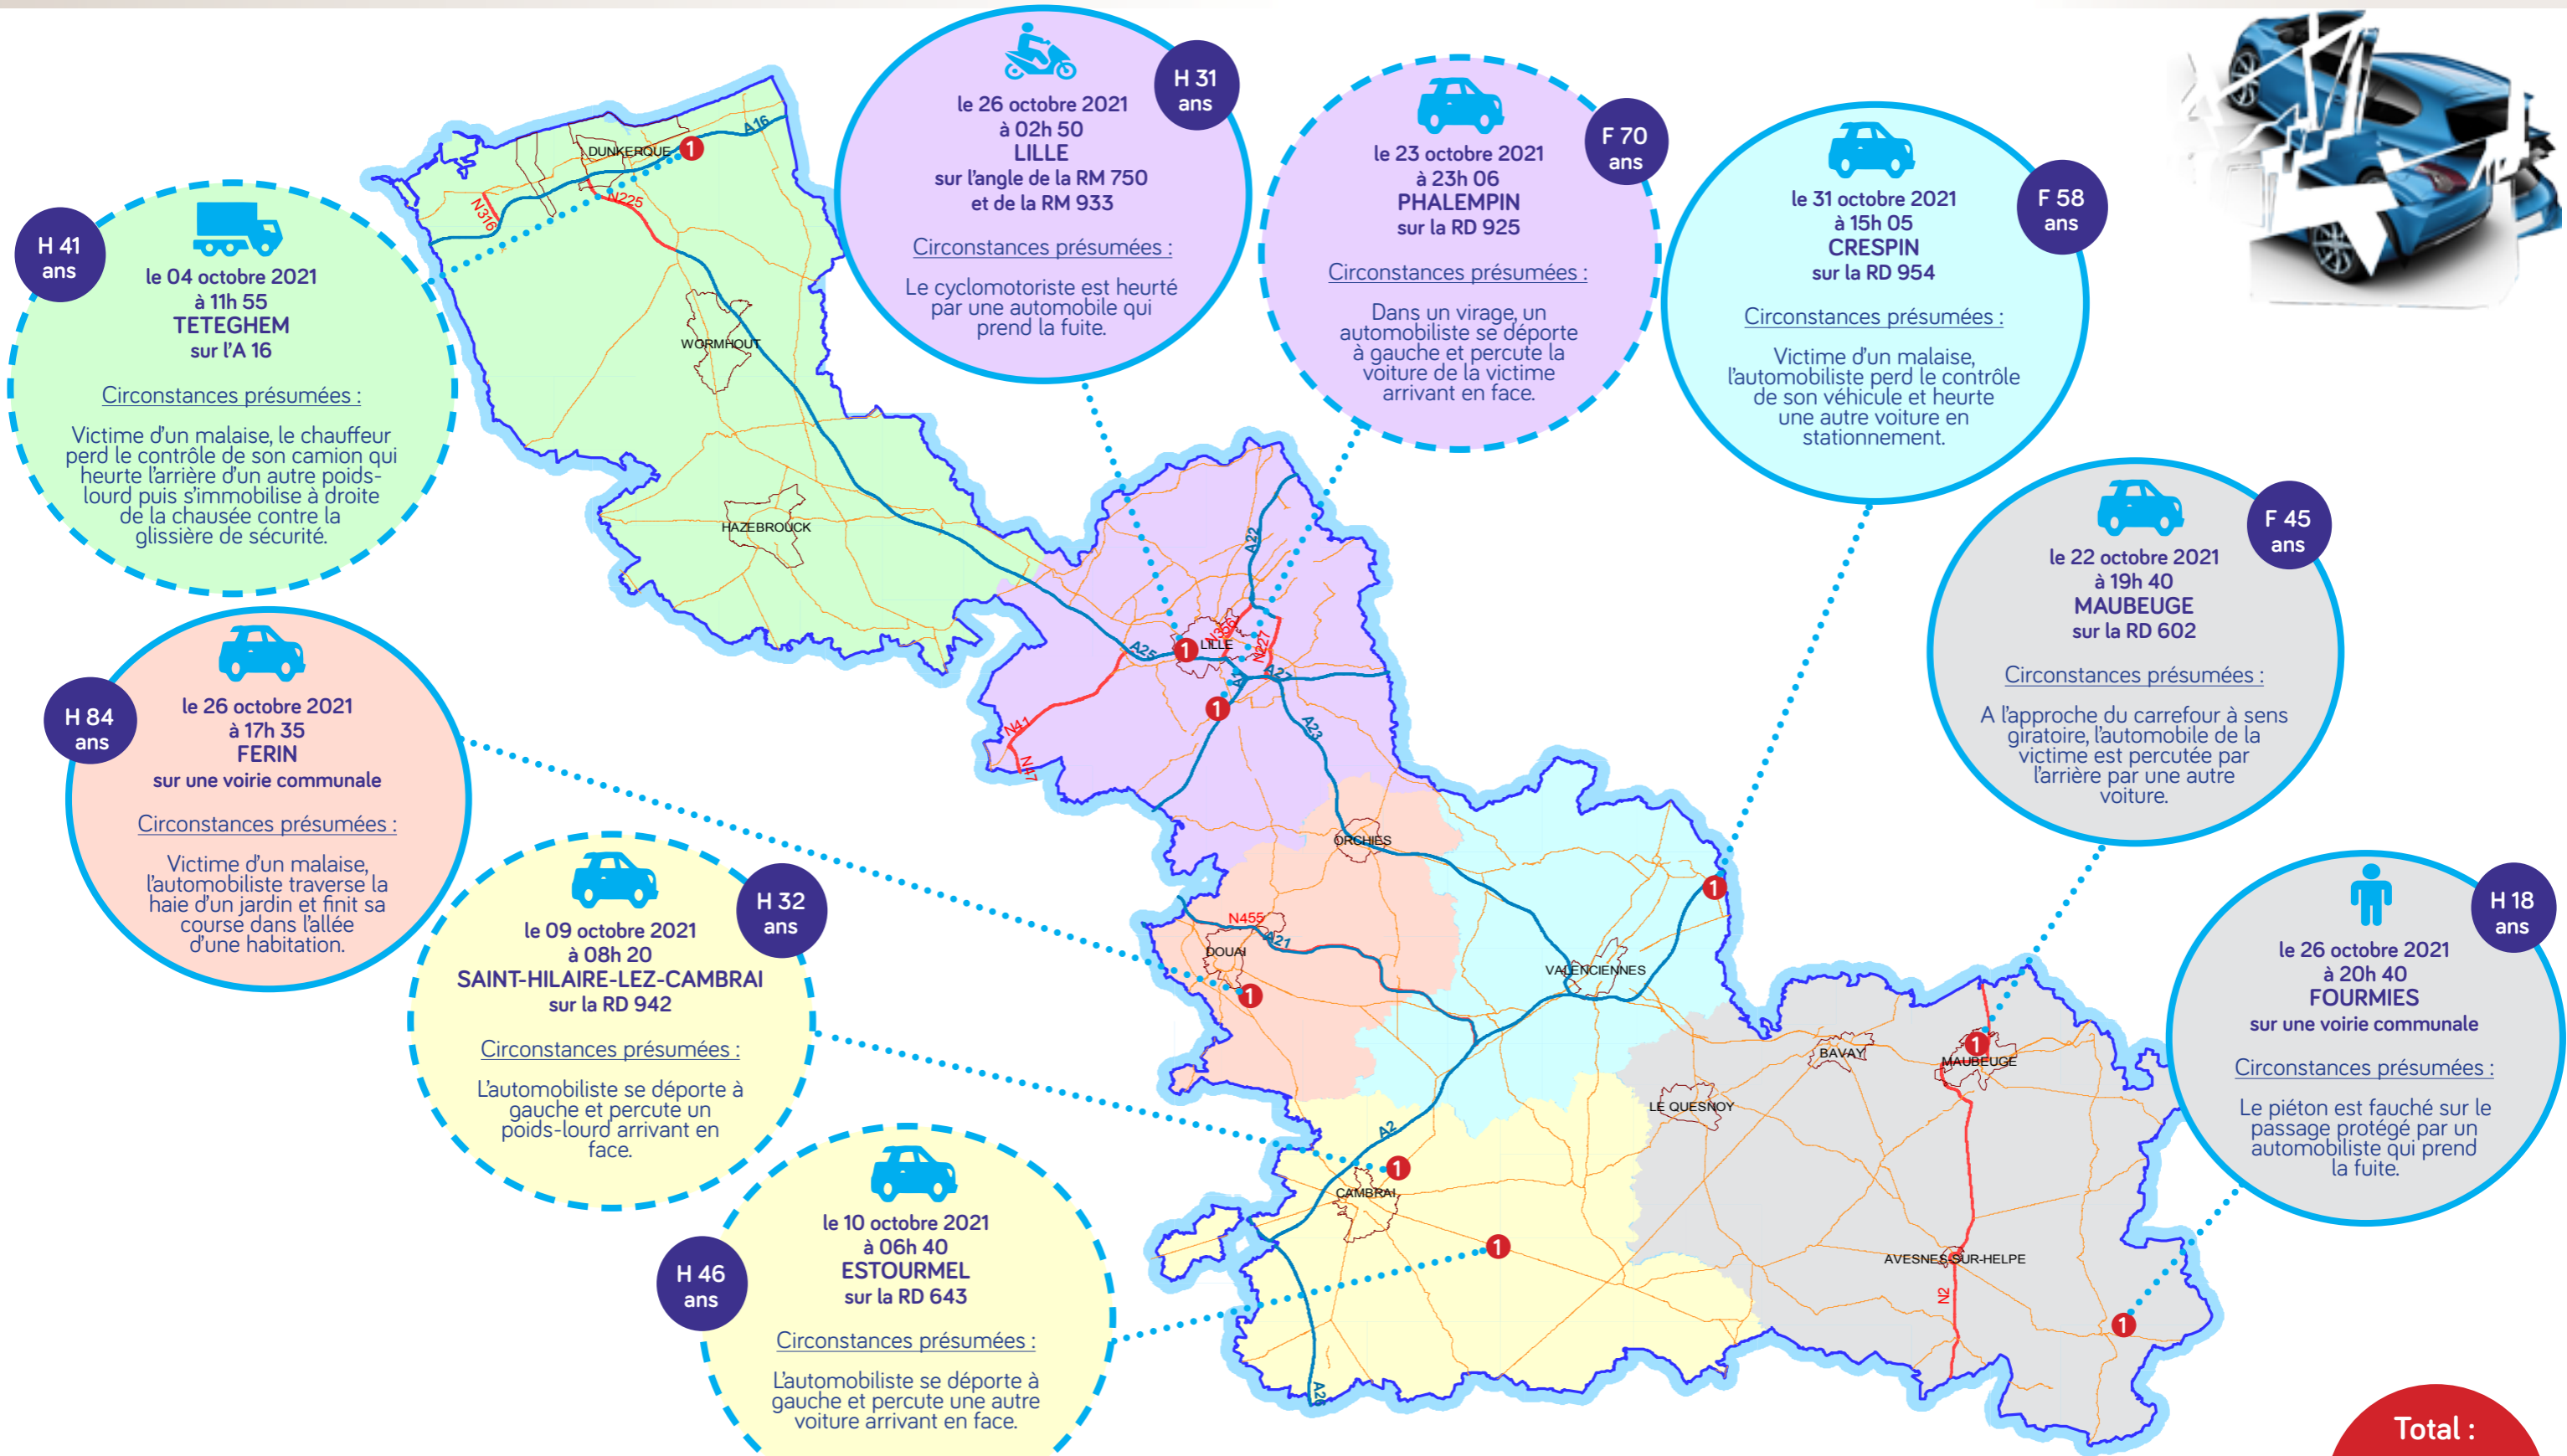 H 41
ans
le 04 octobre 2021
à 11h 55
TETEGHEM
sur l'A 16
Circonstances présumées :
Victime d'un malaise, le chauffeur
perd le contrôle de son camion qui
heurte l'arrière d'un autre poids-
lourd puis s'immobilise à droite
de la chausée contre la
glissière de sécurité.
H 31
ans
le 26 octobre 2021
à 02h 50
LILLE
sur l'angle de la RM 750
et de la RM 933
Circonstances présumées :
Le cyclomotoriste est heurté
par une automobile qui
prend la fuite.
F 70
ans
le 23 octobre 2021
à 23h 06
PHALEMPIN
sur la RD 925
Circonstances présumées :
Dans un virage, un
automobiliste se déporte
à gauche et percute la
voiture de la victime
arrivant en face.
F 58
ans
le 31 octobre 2021
à 15h 05
CRESPIN
sur la RD 954
Circonstances présumées :
Victime d'un malaise,
l'automobiliste perd le contrôle
de son véhicule et heurte
une autre voiture en
stationnement.
F 45
ans
le 22 octobre 2021
à 19h 40
MAUBEUGE
sur la RD 602
Circonstances présumées :
A l'approche du carrefour à sens
giratoire, l'automobile de la
victime est percutée par
l'arrière par une autre
voiture.
H 84
ans
le 26 octobre 2021
à 17h 35
FERIN
sur une voirie communale
Circonstances présumées :
Victime d'un malaise,
l'automobiliste traverse la
haie d'un jardin et finit sa
course dans l'allée
d'une habitation.
H 32
ans
le 09 octobre 2021
à 08h 20
SAINT-HILAIRE-LEZ-CAMBRAI
sur la RD 942
Circonstances présumées :
L'automobiliste se déporte à
gauche et percute un
poids-lourd arrivant en
face.
H 46
ans
le 10 octobre 2021
à 06h 40
ESTOURMEL
sur la RD 643
Circonstances présumées :
L'automobiliste se déporte à
gauche et percute une autre
voiture arrivant en face.
H 18
ans
le 26 octobre 2021
à 20h 40
FOURMIES
sur une voirie communale
Circonstances présumées :
Le piéton est fauché sur le
passage protégé par un
automobiliste qui prend
la fuite.
A16
DUNKERQUE
1
N316
N225
WORMHOUT
HAZEBROUCK
A22
N356
LILLE
1
N227
A25
A1
A27
1
A23
N41
N47
ORCHIES
1
N455
A21
DOUAI
1
VALENCIENNES
BAVAY
1
MAUBEUGE
LE QUESNOY
A2
1
CAMBRAI
1
AVESNES-SUR-HELPE
N2
1
A26
Total :